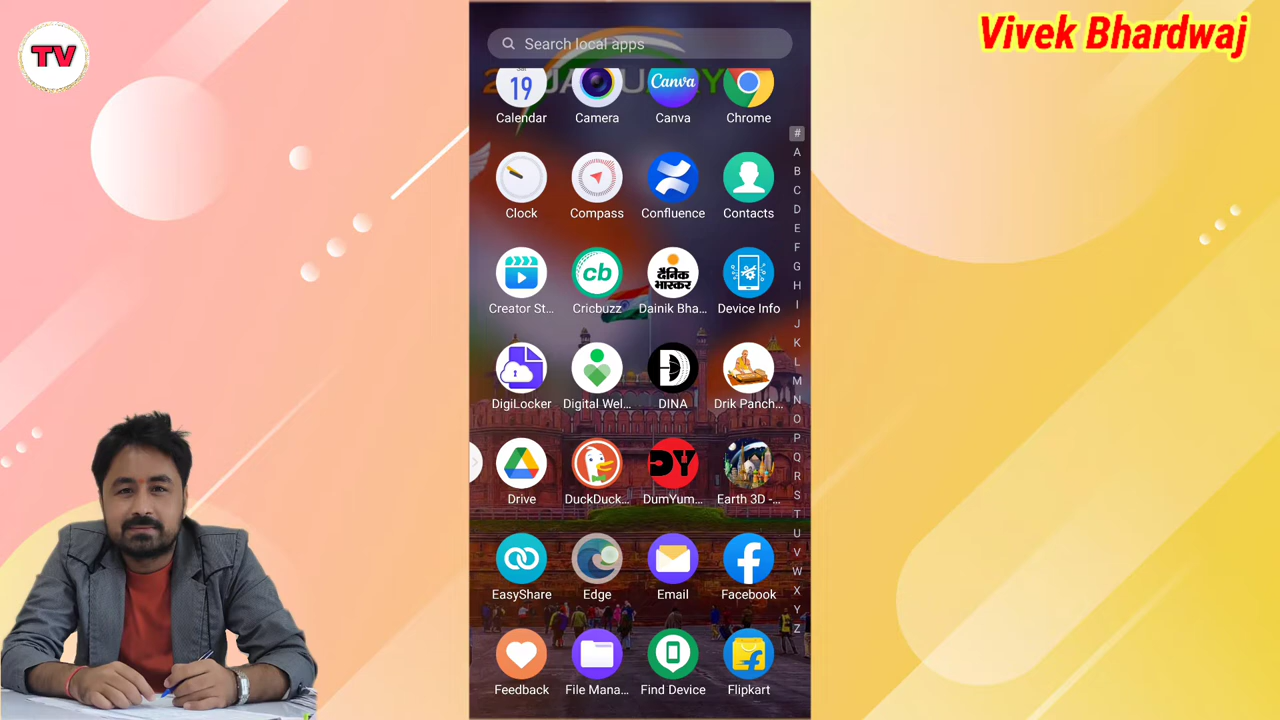 TV
Vivek Bhardwaj
Search local apps
19
Canva
Calendar
Camera
Canva
Chrome
Clock
Compass
Confluence
Contacts
cb
दैनिक
भास्कर
Creator St...
Cricbuzz
Dainik Bha...
Device Info
D
DigiLocker
Digital Wel...
DINA
Drik Panch...
DY
Drive
DuckDuck...
DumYum...
Earth 3D -...
EasyShare
Edge
Email
Facebook
Feedback
File Mana...
Find Device
Flipkart
#
A
B
C
D
E
F
G
H
I
J
K
L
M
N
O
P
Q
R
S
T
U
V
W
X
Y
Z